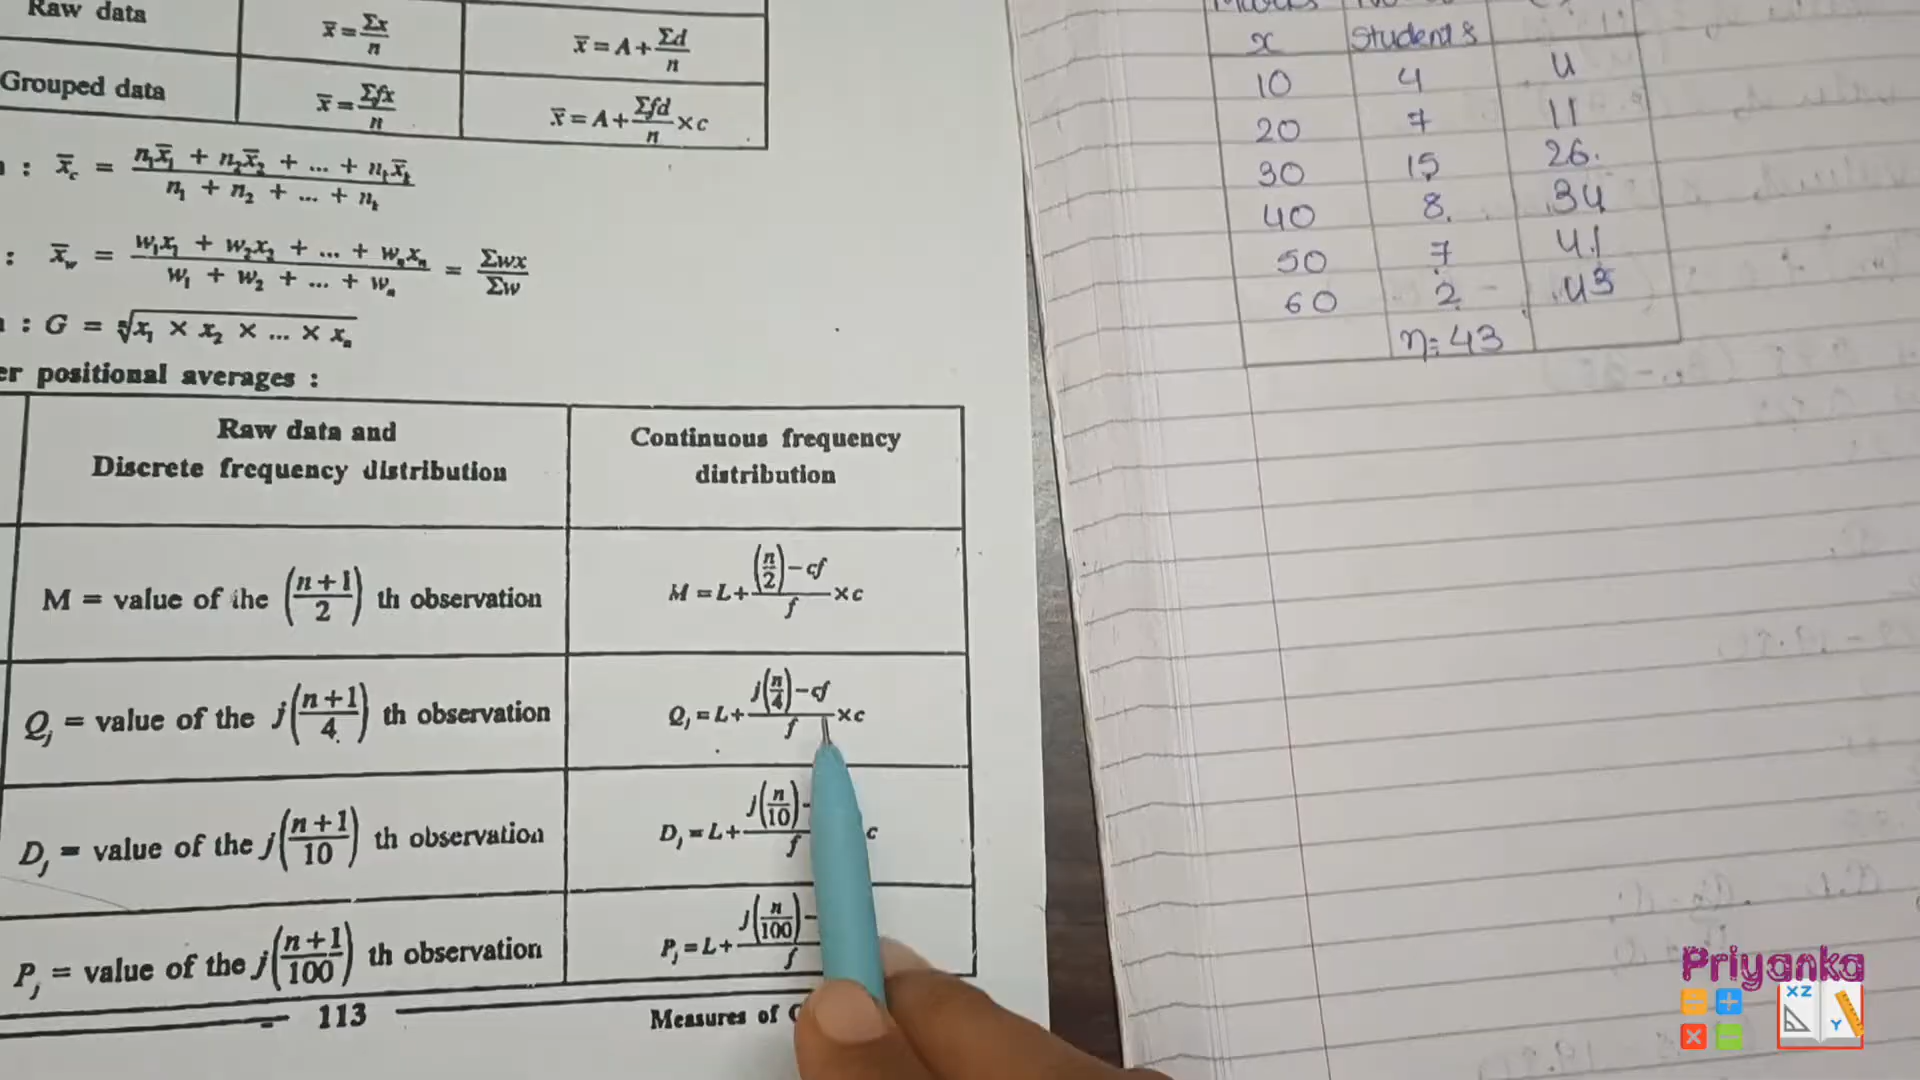 Raw data x̄ = Σx/n x̄ = A + Σd/n
Grouped data x̄ = Σfx/n x̄ = A + Σfd/n × c
: x̄c = n₁x̄₁ + n₂x̄₂ + ... + nₖx̄ₖ / n₁ + n₂ + ... + nₖ
: x̄w = w₁x₁ + w₂x₂ + ... + wₙxₙ / w₁ + w₂ + ... + wₙ = Σwx / Σw
: G = ⁿ√x₁ × x₂ × ... × xₙ
er positional averages :
Raw data and
Discrete frequency distribution
Continuous frequency
distribution
M = value of the (n+1 / 2) th observation
M = L + (n/2) – cf / f × c
Qj = value of the j(n+1 / 4) th observation
Qj = L + j(n/4) – cf / f × c
Dj = value of the j(n+1 / 10) th observation
Dj = L + j(n/10) – / f c
Pj = value of the j(n+1 / 100) th observation
Pj = L + j(n/100) – / f
113
Measures of
x Students
10 4 4
20 7 11
30 15 26.
40 8. 34
50 7 41
60 2 43
n = 43
Priyanka
XZ
Y